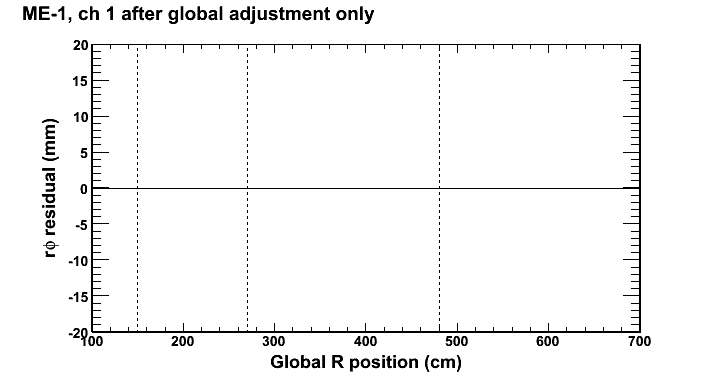 ME-1, ch 1 after global adjustment only
20
15
10
5
0
-5
-10
-15
-20
rϕ residual (mm)
100 200 300 400 500 600 700
Global R position (cm)